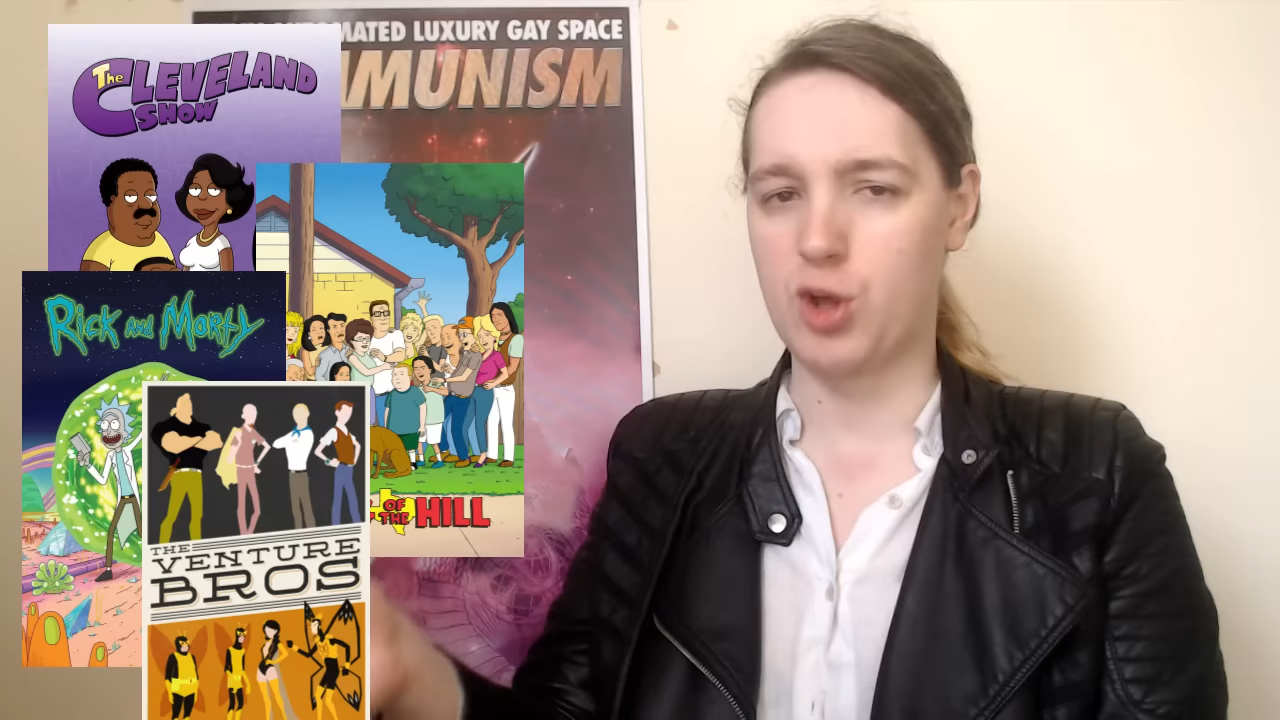 MATED LUXURY GAY SPACE
MUNISM
The CLEVELAND
SHOW
RICK AND MORTY
OF
THE HILL
THE
VENTURE
BROS